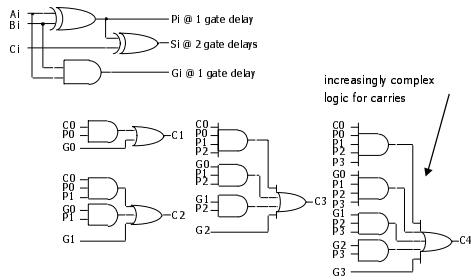 Ai
Bi
Ci
Pi @ 1 gate delay
Si @ 2 gate delays
Gi @ 1 gate delay
increasingly complex
logic for carries
C0
P0
G0
C1
C0
P0
P1
G0
P1
G1
C2
C0
P0
P1
P2
G0
P1
P2
G1
P2
G2
C3
C0
P0
P1
P2
P3
G0
P1
P2
P3
G1
P2
P3
G2
P3
G3
C4